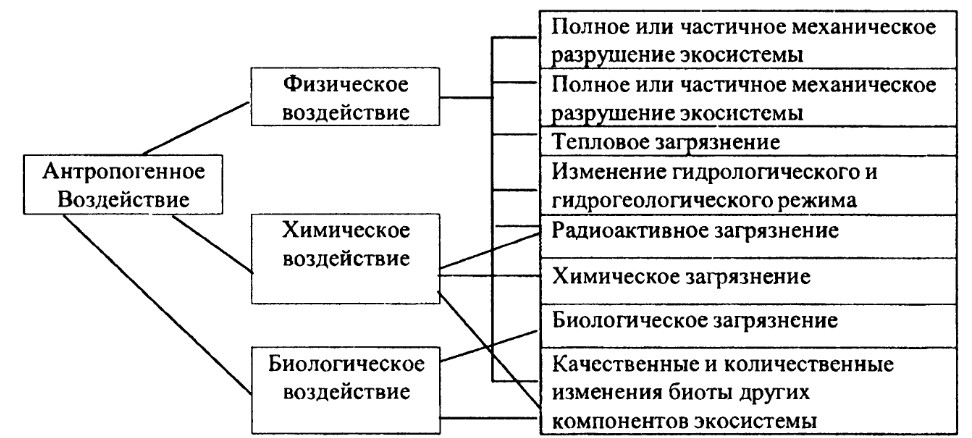 Антропогенное
Воздействие
Физическое
воздействие
Химическое
воздействие
Биологическое
воздействие
Полное или частичное механическое
разрушение экосистемы
Полное или частичное механическое
разрушение экосистемы
Тепловое загрязнение
Изменение гидрологического и
гидрогеологического режима
Радиоактивное загрязнение
Химическое загрязнение
Биологическое загрязнение
Качественные и количественные
изменения биоты других
компонентов экосистемы